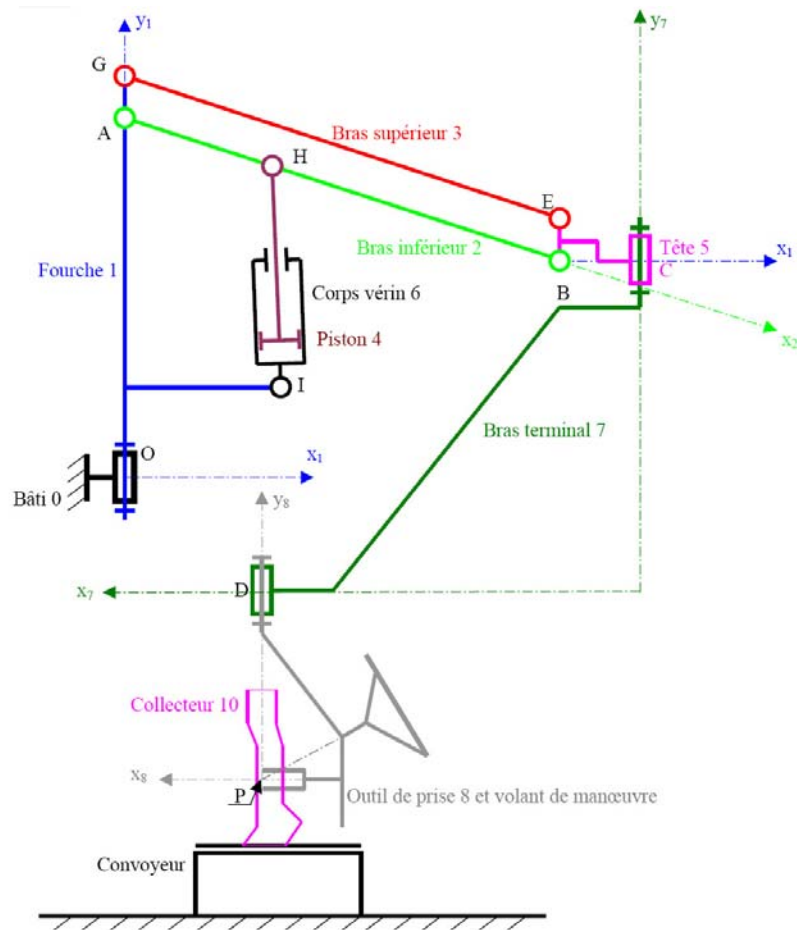 y1
y7
G
A
Bras supérieur 3
H
E
Tête 5
Fourche 1
Bras inférieur 2
x1
C
Corps vérin 6
B
Piston 4
x2
I
Bras terminal 7
O
x1
Bâti 0
y8
x7
D
Collecteur 10
x8
P
Outil de prise 8 et volant de manœuvre
Convoyeur